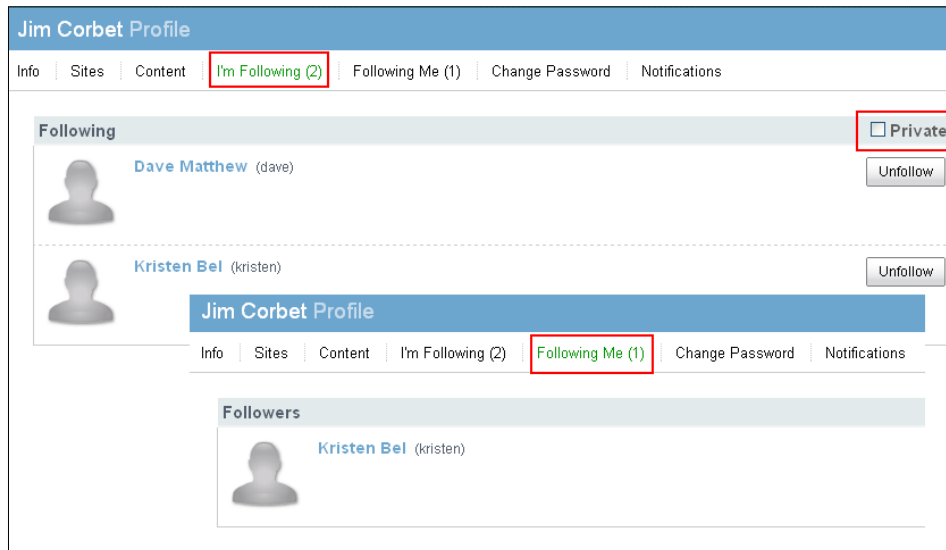 Jim Corbet Profile
Info Sites Content I'm Following (2) Following Me (1) Change Password Notifications
Following Private
Dave Matthew (dave) Unfollow
Kristen Bel (kristen) Unfollow
Jim Corbet Profile
Info Sites Content I'm Following (2) Following Me (1) Change Password Notifications
Followers
Kristen Bel (kristen)